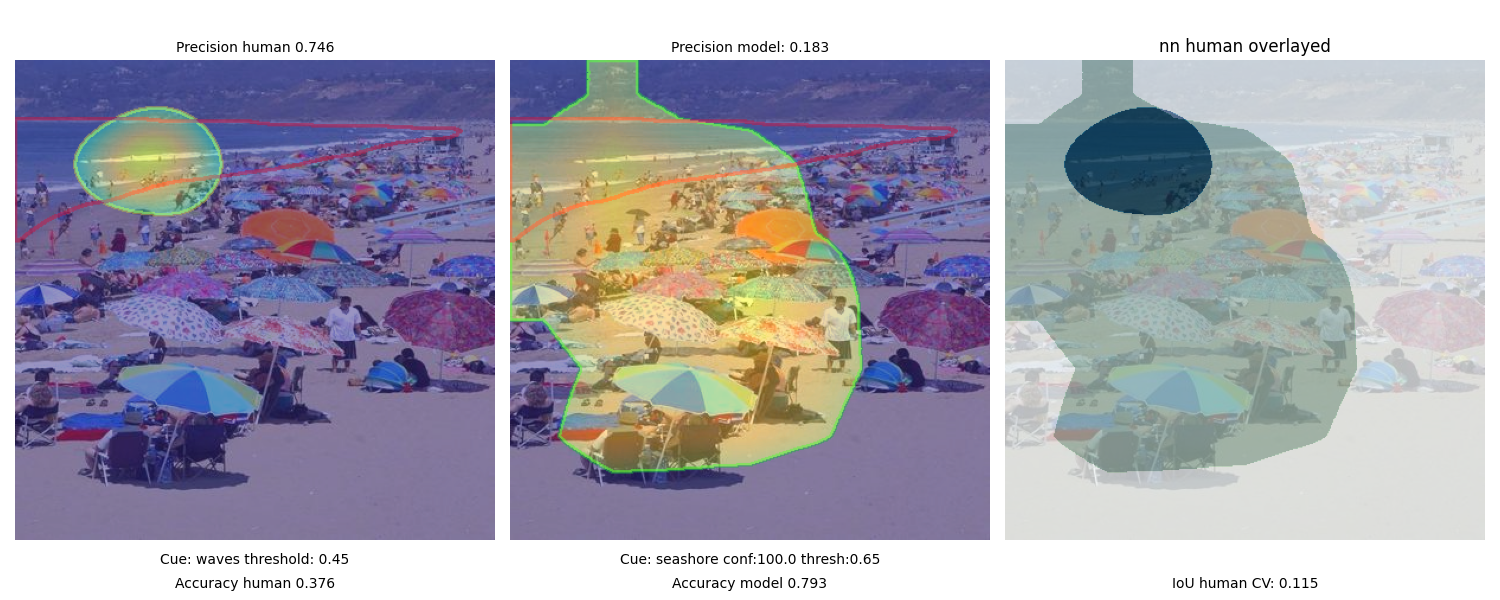 Precision human 0.746
Precision model: 0.183
nn human overlayed
Cue: waves threshold: 0.45
Cue: seashore conf:100.0 thresh:0.65
Accuracy human 0.376
Accuracy model 0.793
IoU human CV: 0.115